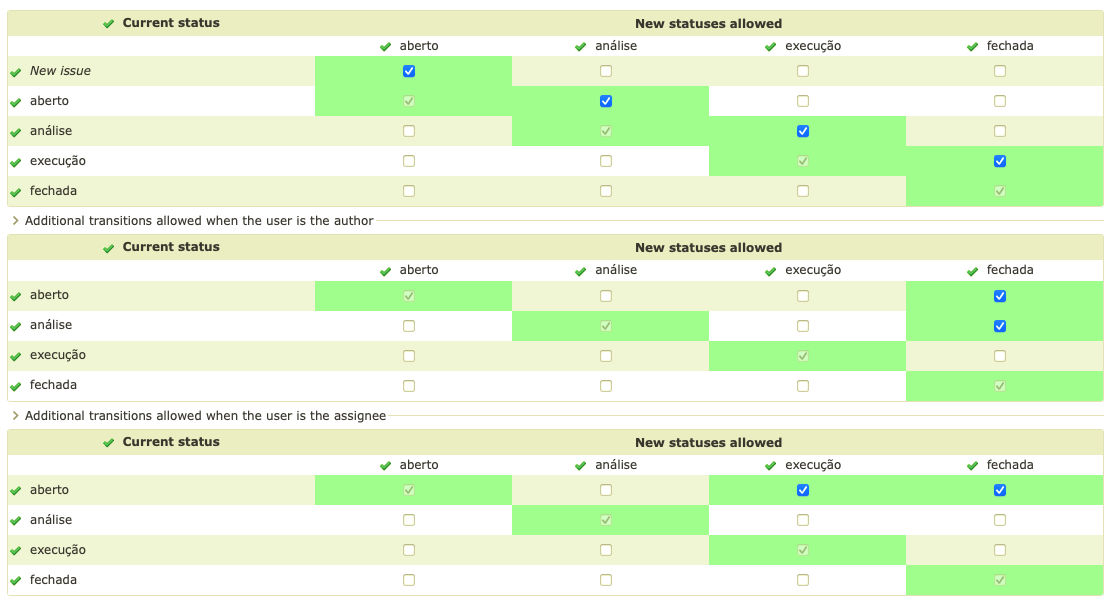 Current status New statuses allowed
aberto análise execução fechada
New issue
aberto
análise
execução
fechada
Additional transitions allowed when the user is the author
Current status New statuses allowed
aberto análise execução fechada
aberto
análise
execução
fechada
Additional transitions allowed when the user is the assignee
Current status New statuses allowed
aberto análise execução fechada
aberto
análise
execução
fechada